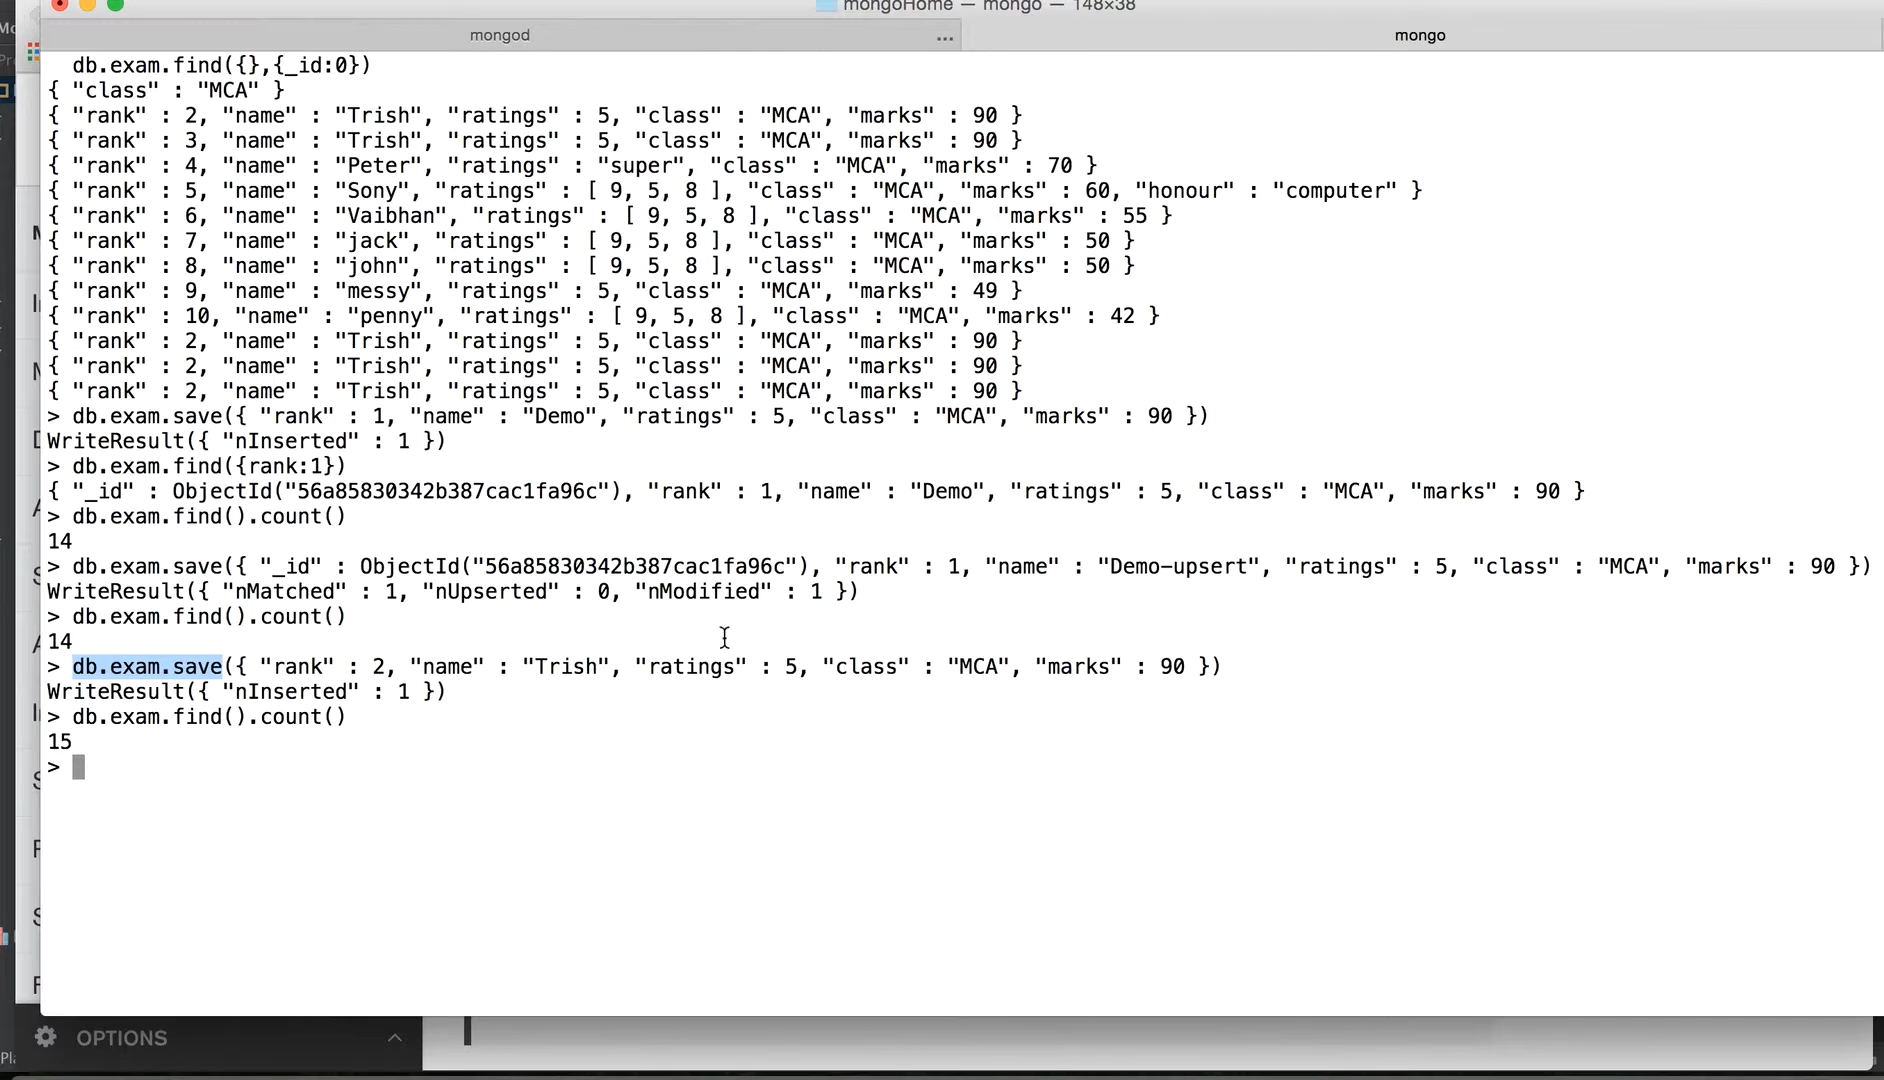 mongoHome — mongo — 148×38
mongod
...
mongo
db.exam.find({},{_id:0})
{ "class" : "MCA" }
{ "rank" : 2, "name" : "Trish", "ratings" : 5, "class" : "MCA", "marks" : 90 }
{ "rank" : 3, "name" : "Trish", "ratings" : 5, "class" : "MCA", "marks" : 90 }
{ "rank" : 4, "name" : "Peter", "ratings" : "super", "class" : "MCA", "marks" : 70 }
{ "rank" : 5, "name" : "Sony", "ratings" : [ 9, 5, 8 ], "class" : "MCA", "marks" : 60, "honour" : "computer" }
{ "rank" : 6, "name" : "Vaibhan", "ratings" : [ 9, 5, 8 ], "class" : "MCA", "marks" : 55 }
{ "rank" : 7, "name" : "jack", "ratings" : [ 9, 5, 8 ], "class" : "MCA", "marks" : 50 }
{ "rank" : 8, "name" : "john", "ratings" : [ 9, 5, 8 ], "class" : "MCA", "marks" : 50 }
{ "rank" : 9, "name" : "messy", "ratings" : 5, "class" : "MCA", "marks" : 49 }
{ "rank" : 10, "name" : "penny", "ratings" : [ 9, 5, 8 ], "class" : "MCA", "marks" : 42 }
{ "rank" : 2, "name" : "Trish", "ratings" : 5, "class" : "MCA", "marks" : 90 }
{ "rank" : 2, "name" : "Trish", "ratings" : 5, "class" : "MCA", "marks" : 90 }
{ "rank" : 2, "name" : "Trish", "ratings" : 5, "class" : "MCA", "marks" : 90 }
> db.exam.save({ "rank" : 1, "name" : "Demo", "ratings" : 5, "class" : "MCA", "marks" : 90 })
WriteResult({ "nInserted" : 1 })
> db.exam.find({rank:1})
{ "_id" : ObjectId("56a85830342b387cac1fa96c"), "rank" : 1, "name" : "Demo", "ratings" : 5, "class" : "MCA", "marks" : 90 }
> db.exam.find().count()
14
> db.exam.save({ "_id" : ObjectId("56a85830342b387cac1fa96c"), "rank" : 1, "name" : "Demo-upsert", "ratings" : 5, "class" : "MCA", "marks" : 90 })
WriteResult({ "nMatched" : 1, "nUpserted" : 0, "nModified" : 1 })
> db.exam.find().count()
14
> db.exam.save({ "rank" : 2, "name" : "Trish", "ratings" : 5, "class" : "MCA", "marks" : 90 })
WriteResult({ "nInserted" : 1 })
> db.exam.find().count()
15
>
OPTIONS